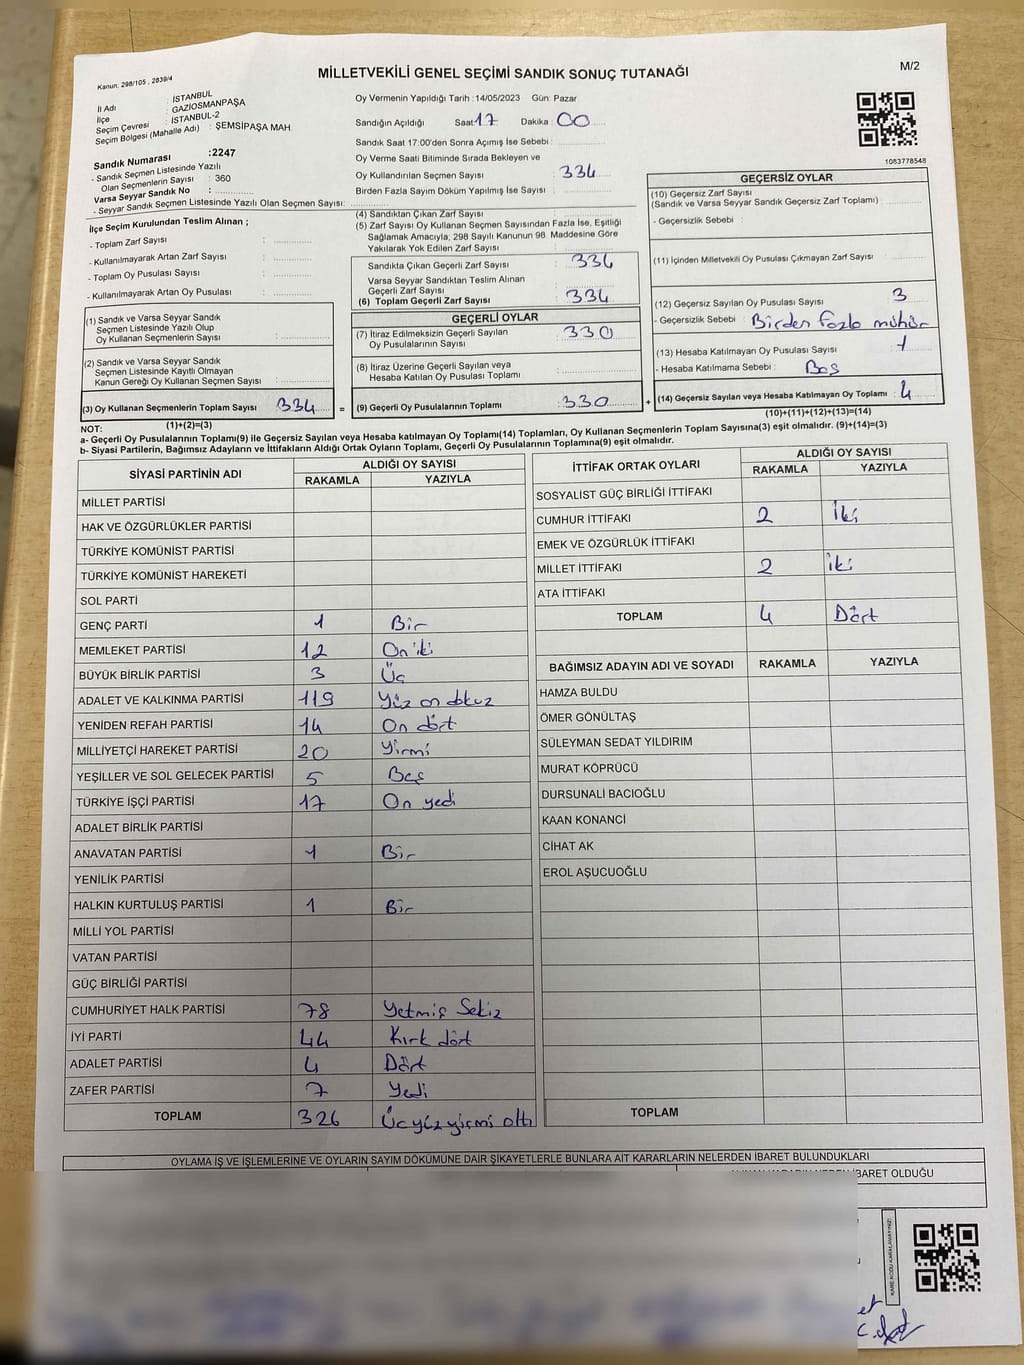 Kanun: 298/105 , 2839/4
MİLLETVEKİLİ GENEL SEÇİMİ SANDIK SONUÇ TUTANAĞI
M/2
İl Adı : İSTANBUL
İlçe : GAZİOSMANPAŞA
Seçim Çevresi : İSTANBUL-2
Seçim Bölgesi (Mahalle Adı) : ŞEMSİPAŞA MAH.
Sandık Numarası :2247
- Sandık Seçmen Listesinde Yazılı
Olan Seçmenlerin Sayısı : 360
Varsa Seyyar Sandık No :
- Seyyar Sandık Seçmen Listesinde Yazılı Olan Seçmen Sayısı:
İlçe Seçim Kurulundan Teslim Alınan ;
- Toplam Zarf Sayısı :
- Kullanılmayarak Artan Zarf Sayısı :
- Toplam Oy Pusulası Sayısı :
- Kullanılmayarak Artan Oy Pusulası :
(1) Sandık ve Varsa Seyyar Sandık
Seçmen Listesinde Yazılı Olup
Oy Kullanan Seçmenlerin Sayısı :
(2) Sandık ve Varsa Seyyar Sandık
Seçmen Listesinde Kayıtlı Olmayan
Kanun Gereği Oy Kullanan Seçmen Sayısı :
(3) Oy Kullanan Seçmenlerin Toplam Sayısı 334 =
(1)+(2)=(3)
Oy Vermenin Yapıldığı Tarih :14/05/2023 Gün: Pazar
Sandığın Açıldığı Saat 17 Dakika 00
Sandık Saat 17:00'den Sonra Açımış İse Sebebi :
Oy Verme Saati Bitiminde Sırada Bekleyen ve
Oy Kullandırılan Seçmen Sayısı : 334
Birden Fazla Sayım Döküm Yapılmış İse Sayısı :
(4) Sandıktan Çıkan Zarf Sayısı :
(5) Zarf Sayısı Oy Kullanan Seçmen Sayısından Fazla İse, Eşitliği
Sağlamak Amacıyla; 298 Sayılı Kanunun 98. Maddesine Göre
Yakılarak Yok Edilen Zarf Sayısı :
Sandıkta Çıkan Geçerli Zarf Sayısı : 334
Varsa Seyyar Sandıktan Teslim Alınan
Geçerli Zarf Sayısı :
(6) Toplam Geçerli Zarf Sayısı : 334
GEÇERLİ OYLAR
(7) İtiraz Edilmeksizin Geçerli Sayılan
Oy Pusulalarının Sayısı : 330
(8) İtiraz Üzerine Geçerli Sayılan veya
Hesaba Katılan Oy Pusulası Toplamı :
(9) Geçerli Oy Pusulalarının Toplamı : 330 +
1083778548
GEÇERSİZ OYLAR
(10) Geçersiz Zarf Sayısı
(Sandık ve Varsa Seyyar Sandık Geçersiz Zarf Toplamı) :
- Geçersizlik Sebebi :
(11) İçinden Milletvekili Oy Pusulası Çıkmayan Zarf Sayısı :
(12) Geçersiz Sayılan Oy Pusulası Sayısı : 3
- Geçersizlik Sebebi : Birden fazla mühür
(13) Hesaba Katılmayan Oy Pusulası Sayısı : 1
- Hesaba Katılmama Sebebi : Boş
(14) Geçersiz Sayılan veya Hesaba Katılmayan Oy Toplamı : 4
(10)+(11)+(12)+(13)=(14)
NOT:
a- Geçerli Oy Pusulalarının Toplamı(9) ile Geçersiz Sayılan veya Hesaba katılmayan Oy Toplamı(14) Toplamları, Oy Kullanan Seçmenlerin Toplam Sayısına(3) eşit olmalıdır. (9)+(14)=(3)
b- Siyasi Partilerin, Bağımsız Adayların ve İttifakların Aldığı Ortak Oyların Toplamı, Geçerli Oy Pusulalarının Toplamına(9) eşit olmalıdır.
SİYASİ PARTİNİN ADI ALDIĞI OY SAYISI
RAKAMLA YAZIYLA
MİLLET PARTİSİ
HAK VE ÖZGÜRLÜKLER PARTİSİ
TÜRKİYE KOMÜNİST PARTİSİ
TÜRKİYE KOMÜNİST HAREKETİ
SOL PARTİ
GENÇ PARTİ 1 Bir
MEMLEKET PARTİSİ 12 On iki
BÜYÜK BİRLİK PARTİSİ 3 Üç
ADALET VE KALKINMA PARTİSİ 119 Yüz on dokuz
YENİDEN REFAH PARTİSİ 14 On dört
MİLLİYETÇİ HAREKET PARTİSİ 20 Yirmi
YEŞİLLER VE SOL GELECEK PARTİSİ 5 Beş
TÜRKİYE İŞÇİ PARTİSİ 17 On yedi
ADALET BİRLİK PARTİSİ
ANAVATAN PARTİSİ 1 Bir
YENİLİK PARTİSİ
HALKIN KURTULUŞ PARTİSİ 1 Bir
MİLLİ YOL PARTİSİ
VATAN PARTİSİ
GÜÇ BİRLİĞİ PARTİSİ
CUMHURİYET HALK PARTİSİ 78 Yetmiş Sekiz
İYİ PARTİ 44 Kırk dört
ADALET PARTİSİ 4 Dört
ZAFER PARTİSİ 7 Yedi
TOPLAM 326 Üçyüzyirmi altı
İTTİFAK ORTAK OYLARI ALDIĞI OY SAYISI
RAKAMLA YAZIYLA
SOSYALİST GÜÇ BİRLİĞİ İTTİFAKI
CUMHUR İTTİFAKI 2 İki
EMEK VE ÖZGÜRLÜK İTTİFAKI
MİLLET İTTİFAKI 2 iki
ATA İTTİFAKI
TOPLAM 4 Dört
BAĞIMSIZ ADAYIN ADI VE SOYADI RAKAMLA YAZIYLA
HAMZA BULDU
ÖMER GÖNÜLTAŞ
SÜLEYMAN SEDAT YILDIRIM
MURAT KÖPRÜCÜ
DURSUNALİ BACIOĞLU
KAAN KONANCİ
CİHAT AK
EROL AŞUCUOĞLU
TOPLAM
OYLAMA İŞ VE İŞLEMLERİNE VE OYLARIN SAYIM DÖKÜMÜNE DAİR ŞİKAYETLERLE BUNLARA AİT KARARLARIN NELERDEN İBARET BULUNDUKLARI
İBARET OLDUĞU